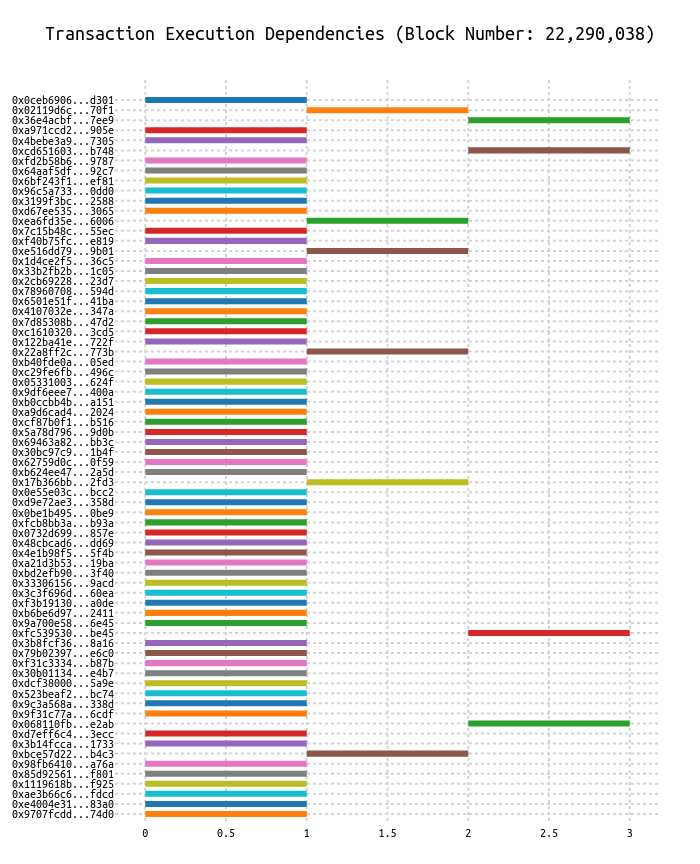 Transaction Execution Dependencies (Block Number: 22,290,038)
0x0ceb6906...d301
0x02119d6c...70f1
0x36e4acbf...7ee9
0xa971ccd2...905e
0x4bebe3a9...7305
0xcd651603...b748
0xfd2b58b6...9787
0x64aaf5df...92c7
0x6bf243f1...ef81
0x96c5a733...0dd0
0x3199f3bc...2588
0xd67ee535...3065
0xea6fd35e...6006
0x7c15b48c...55ec
0xf40b75fc...e819
0xe516dd79...9b01
0x1d4ce2f5...36c5
0x33b2fb2b...1c05
0x2cb69228...23d7
0x78960708...594d
0x6501e51f...41ba
0x4107032e...347a
0x7d85308b...47d2
0xc1610320...3cd5
0x122ba41e...722f
0x22a8ff2c...773b
0xb40fde0a...05ed
0xc29fe6fb...496c
0x05331003...624f
0x9df6eee7...400a
0xb0ccbb4b...a151
0xa9d6cad4...2024
0xcf87b0f1...b516
0x5a78d796...9d0b
0x69463a82...bb3c
0x30bc97c9...1b4f
0x62759d0c...0f59
0xb624ee47...2a5d
0x17b366bb...2fd3
0x0e55e03c...bcc2
0xd9e72ae3...358d
0x0be1b495...0be9
0xfcb8bb3a...b93a
0x0732d699...857e
0x48cbcad6...dd69
0x4e1b98f5...5f4b
0xa21d3b53...19ba
0xbd2efb90...3f40
0x33306156...9acd
0x3c3f696d...60ea
0xf3b19130...a0de
0xb6be6d97...2411
0x9a700e58...6e45
0xfc539530...be45
0x3b8fcf36...8a16
0x79b02397...e6c0
0xf31c3334...b87b
0x30b01134...e4b7
0xdcf38000...5a9e
0x523beaf2...bc74
0x9c3a568a...338d
0x9f31c77a...6cdf
0x068110fb...e2ab
0xd7eff6c4...3ecc
0x3b14fcca...1733
0xbce57d22...b4c3
0x98fb6410...a76a
0x85d92561...f801
0x1119618b...f925
0xae3b66c6...fdcd
0xe4004e31...83a0
0x9707fcdd...74d0
0 0.5 1 1.5 2 2.5 3